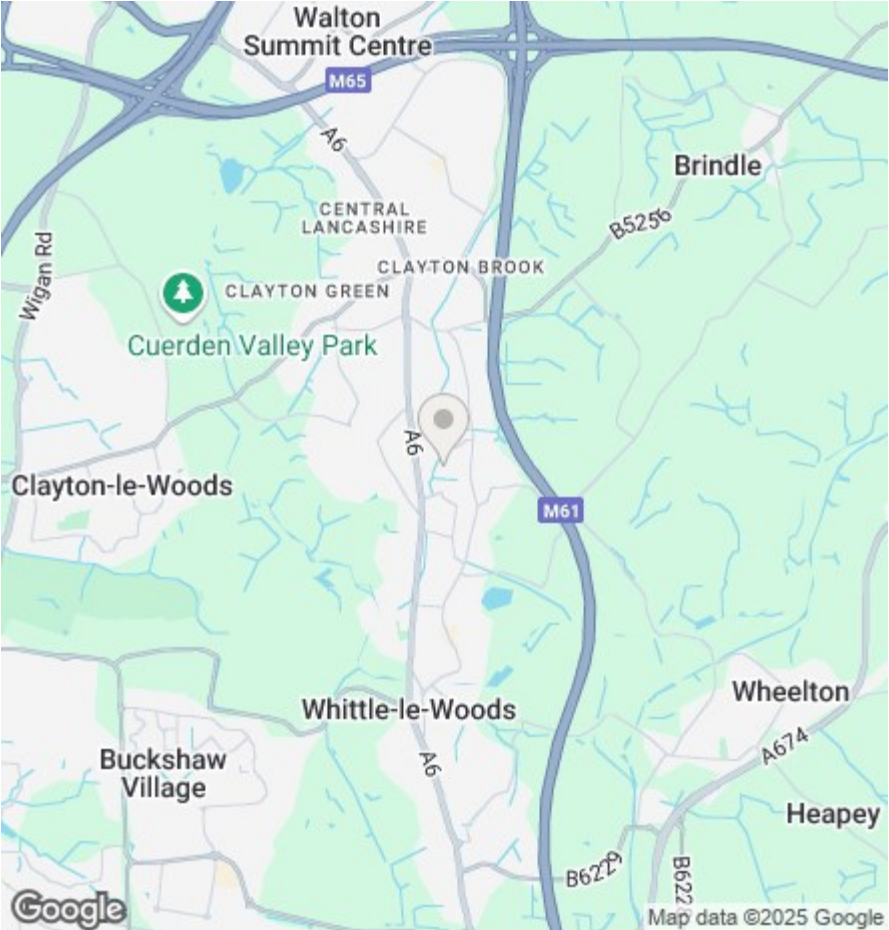 Walton
Summit Centre
M65
A6
Brindle
CENTRAL
LANCASHIRE
B5256
Wigan Rd
CLAYTON BROOK
CLAYTON GREEN
Cuerden Valley Park
A6
Clayton-le-Woods
M61
Wheelton
Whittle-le-Woods
A674
Buckshaw
Village
A6
Heapey
B6229
Google
Map data ©2025 Google